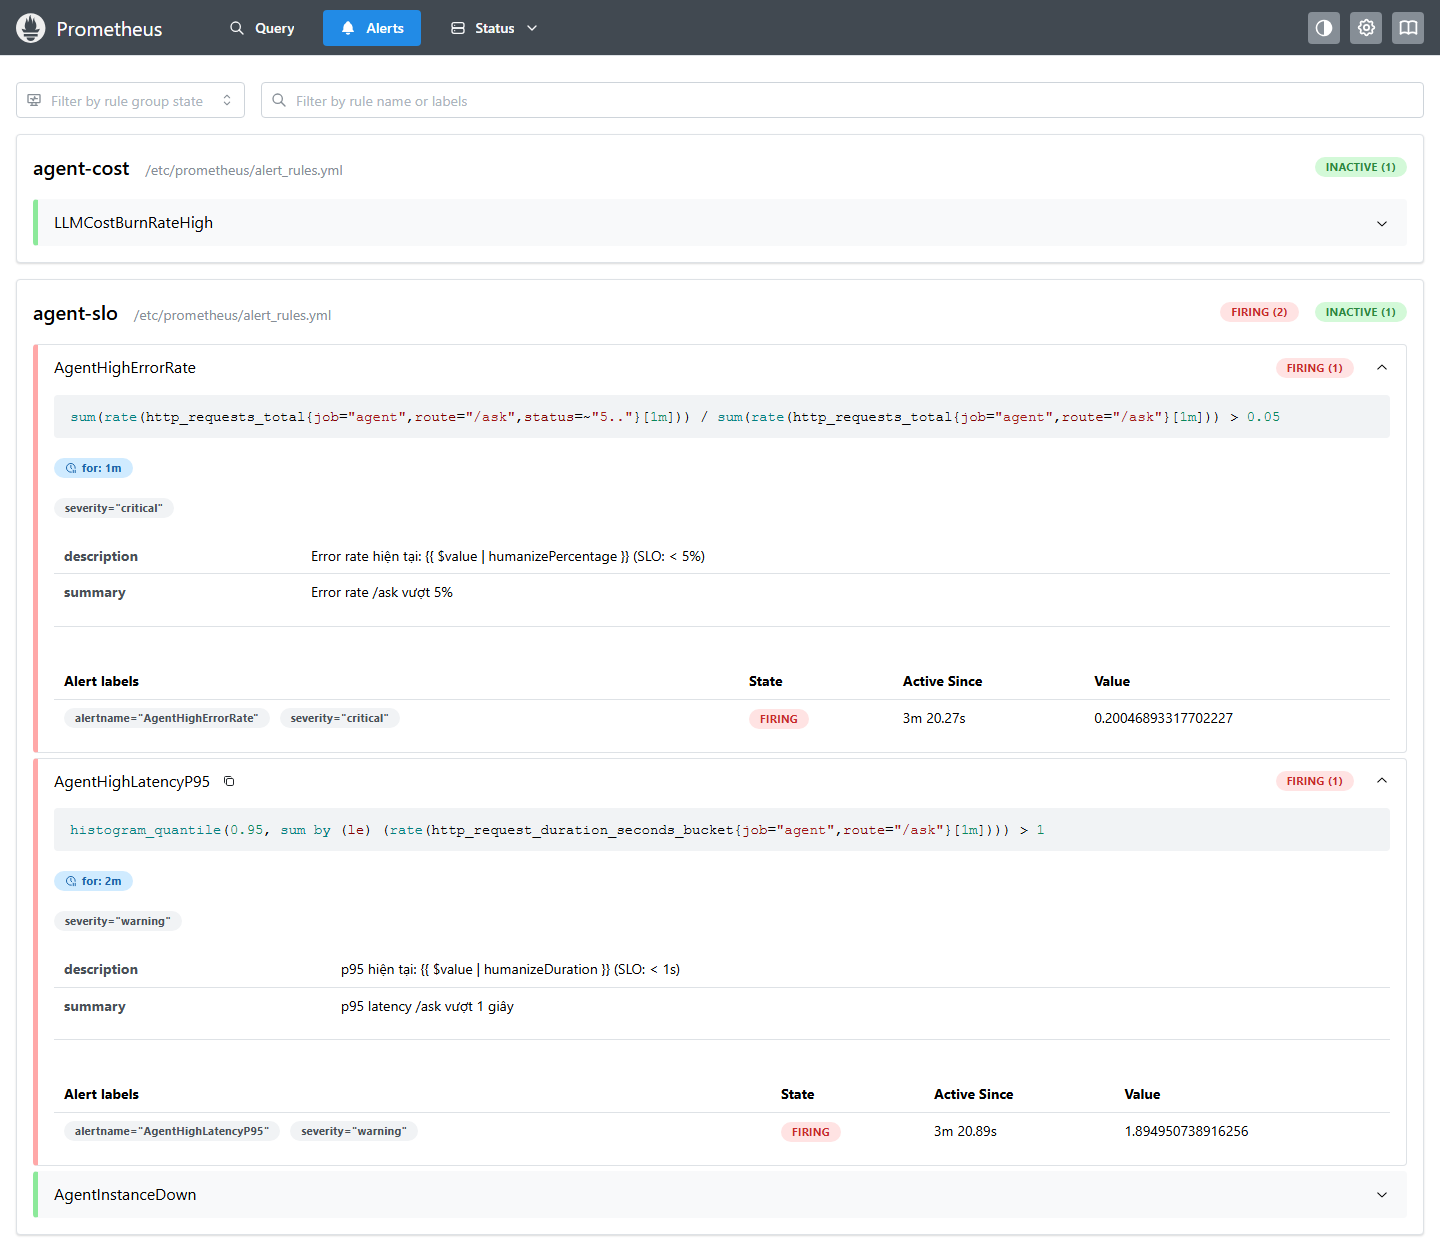 Prometheus
Query
Alerts
Status
Filter by rule group state
Filter by rule name or labels
agent-cost /etc/prometheus/alert_rules.yml INACTIVE (1)
LLMCostBurnRateHigh
agent-slo /etc/prometheus/alert_rules.yml FIRING (2) INACTIVE (1)
AgentHighErrorRate FIRING (1)
sum(rate(http_requests_total{job="agent",route="/ask",status=~"5.."}[1m])) / sum(rate(http_requests_total{job="agent",route="/ask"}[1m])) > 0.05
for: 1m
severity="critical"
description Error rate hiện tại: {{ $value | humanizePercentage }} (SLO: < 5%)
summary Error rate /ask vượt 5%
Alert labels State Active Since Value
alertname="AgentHighErrorRate" severity="critical" FIRING 3m 20.27s 0.20046893317702227
AgentHighLatencyP95 FIRING (1)
histogram_quantile(0.95, sum by (le) (rate(http_request_duration_seconds_bucket{job="agent",route="/ask"}[1m]))) > 1
for: 2m
severity="warning"
description p95 hiện tại: {{ $value | humanizeDuration }} (SLO: < 1s)
summary p95 latency /ask vượt 1 giây
Alert labels State Active Since Value
alertname="AgentHighLatencyP95" severity="warning" FIRING 3m 20.89s 1.894950738916256
AgentInstanceDown